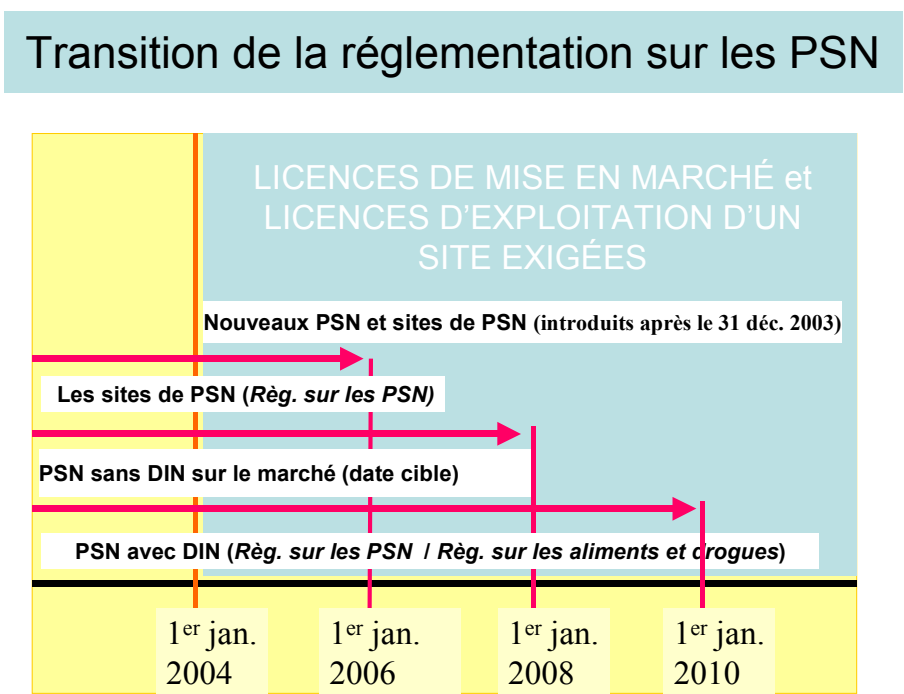 Transition de la réglementation sur les PSN
LICENCES DE MISE EN MARCHÉ et
LICENCES D'EXPLOITATION D'UN
SITE EXIGÉES
Nouveaux PSN et sites de PSN (introduits après le 31 déc. 2003)
Les sites de PSN (Règ. sur les PSN)
PSN sans DIN sur le marché (date cible)
PSN avec DIN (Règ. sur les PSN / Règ. sur les aliments et drogues)
1er jan.
2004
1er jan.
2006
1er jan.
2008
1er jan.
2010